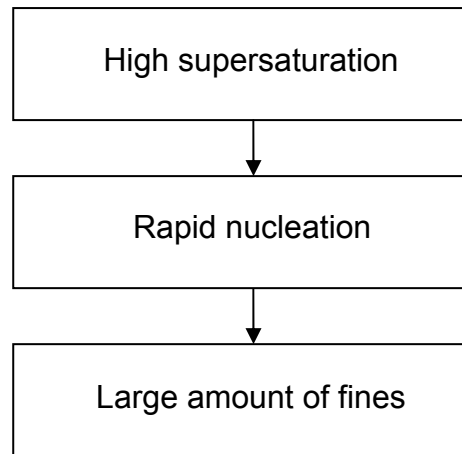 High supersaturation
Rapid nucleation
Large amount of fines